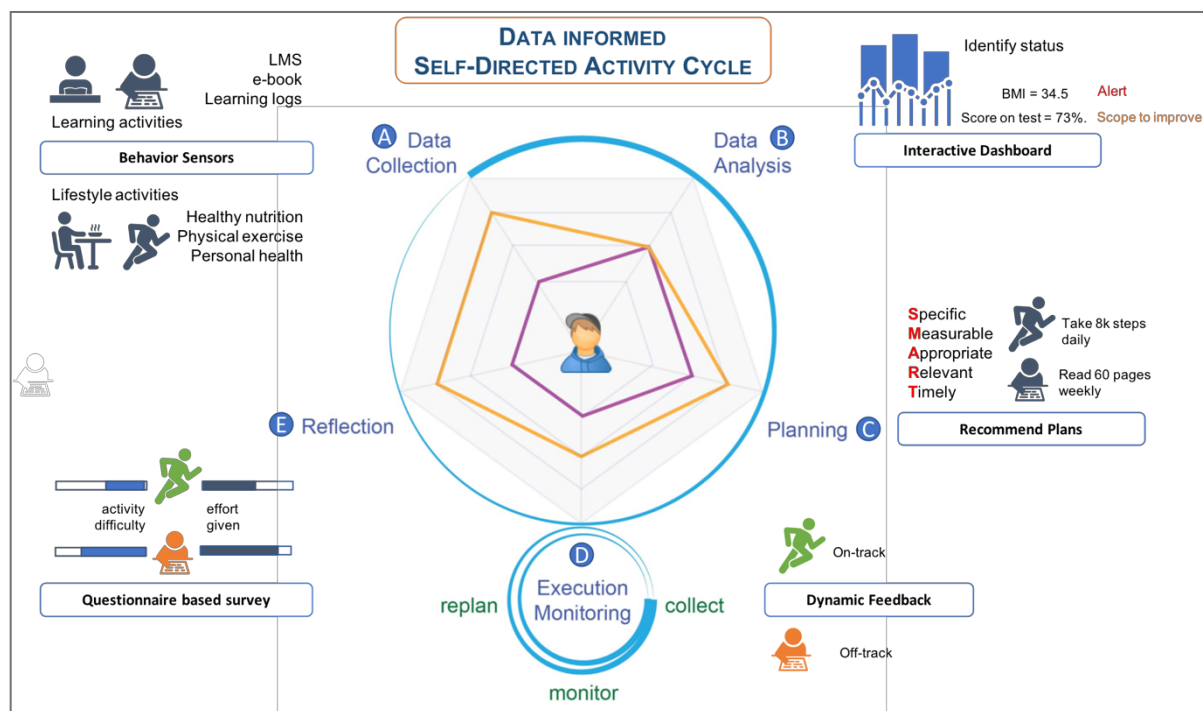 DATA INFORMED
SELF-DIRECTED ACTIVITY CYCLE
LMS
e-book
Learning logs
Learning activities
Behavior Sensors
Lifestyle activities
Healthy nutrition
Physical exercise
Personal health
A Data
Collection
Data B
Analysis
Identify status
BMI = 34.5 Alert
Score on test = 73%. Scope to improve
Interactive Dashboard
Specific
Measurable
Appropriate
Relevant
Timely
Take 8k steps
daily
Read 60 pages
weekly
Planning C
Recommend Plans
E Reflection
activity
difficulty
effort
given
Questionnaire based survey
D
Execution
Monitoring
replan
collect
monitor
On-track
Dynamic Feedback
Off-track